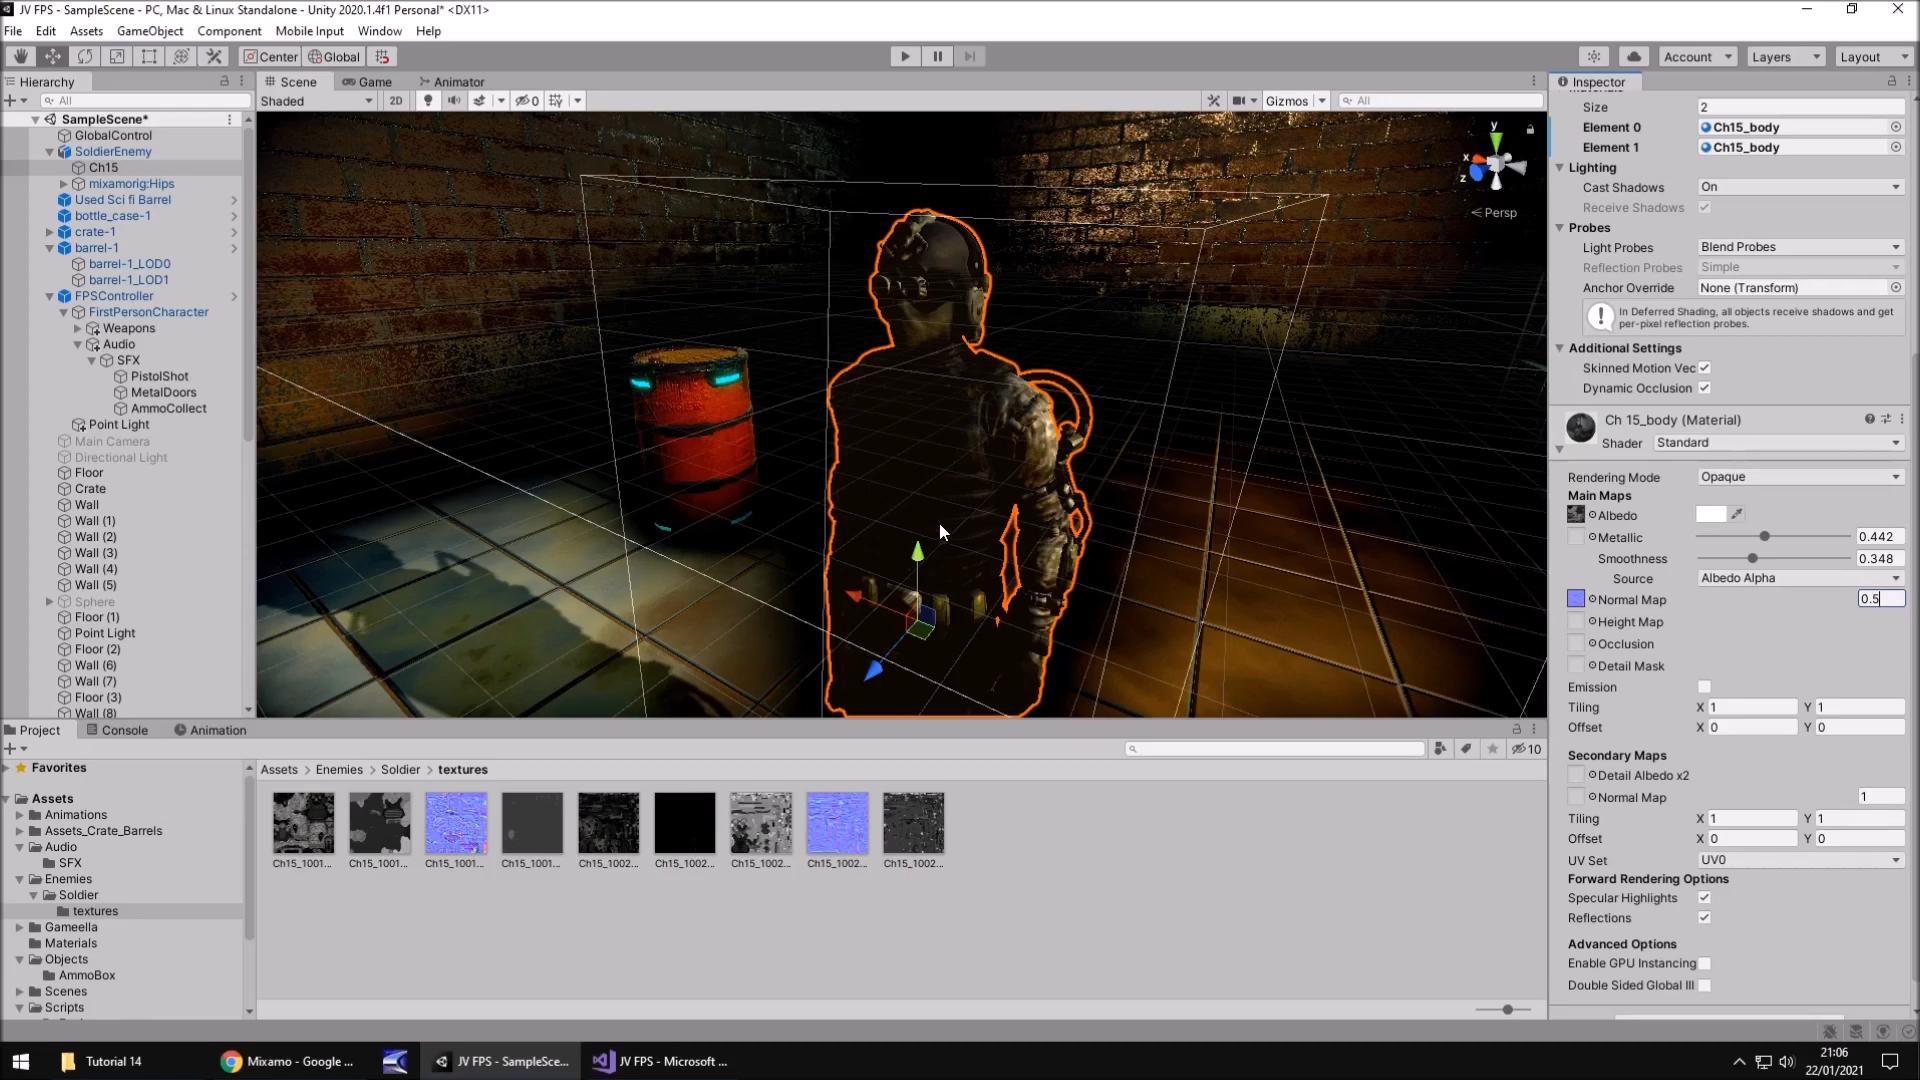 JV FPS - SampleScene - PC, Mac & Linux Standalone - Unity 2020.1.4f1 Personal* <DX11>
File Edit Assets GameObject Component Mobile Input Window Help
Center Global Account Layers Layout
Hierarchy
All
SampleScene*
GlobalControl
SoldierEnemy
Ch15
mixamorig:Hips
Used Sci fi Barrel
bottle_case-1
crate-1
barrel-1
barrel-1_LOD0
barrel-1_LOD1
FPSController
FirstPersonCharacter
Weapons
Audio
SFX
PistolShot
MetalDoors
AmmoCollect
Point Light
Main Camera
Directional Light
Floor
Crate
Wall
Wall (1)
Wall (2)
Wall (3)
Wall (4)
Wall (5)
Sphere
Floor (1)
Point Light
Floor (2)
Wall (6)
Wall (7)
Floor (3)
Wall (8)
Scene Game Animator
Shaded 2D 0 Gizmos All
y
x
z
Persp
Inspector
Size 2
Element 0 Ch15_body
Element 1 Ch15_body
Lighting
Cast Shadows On
Receive Shadows
Probes
Light Probes Blend Probes
Reflection Probes Simple
Anchor Override None (Transform)
In Deferred Shading, all objects receive shadows and get
per-pixel reflection probes.
Additional Settings
Skinned Motion Vec
Dynamic Occlusion
Ch 15_body (Material)
Shader Standard
Rendering Mode Opaque
Main Maps
Albedo
Metallic 0.442
Smoothness 0.348
Source Albedo Alpha
Normal Map 0.5
Height Map
Occlusion
Detail Mask
Emission
Tiling X 1 Y 1
Offset X 0 Y 0
Secondary Maps
Detail Albedo x2
Normal Map 1
Tiling X 1 Y 1
Offset X 0 Y 0
UV Set UV0
Forward Rendering Options
Specular Highlights
Reflections
Advanced Options
Enable GPU Instancing
Double Sided Global Ill
Project Console Animation
10
Favorites
Assets
Animations
Assets_Crate_Barrels
Audio
SFX
Enemies
Soldier
textures
Gameella
Materials
Objects
AmmoBox
Scenes
Scripts
Assets > Enemies > Soldier > textures
Ch15_1001... Ch15_1001... Ch15_1001... Ch15_1001... Ch15_1002... Ch15_1002... Ch15_1002... Ch15_1002... Ch15_1002...
Tutorial 14 Mixamo - Google ... JV FPS - SampleSce... JV FPS - Microsoft ...
21:06
22/01/2021